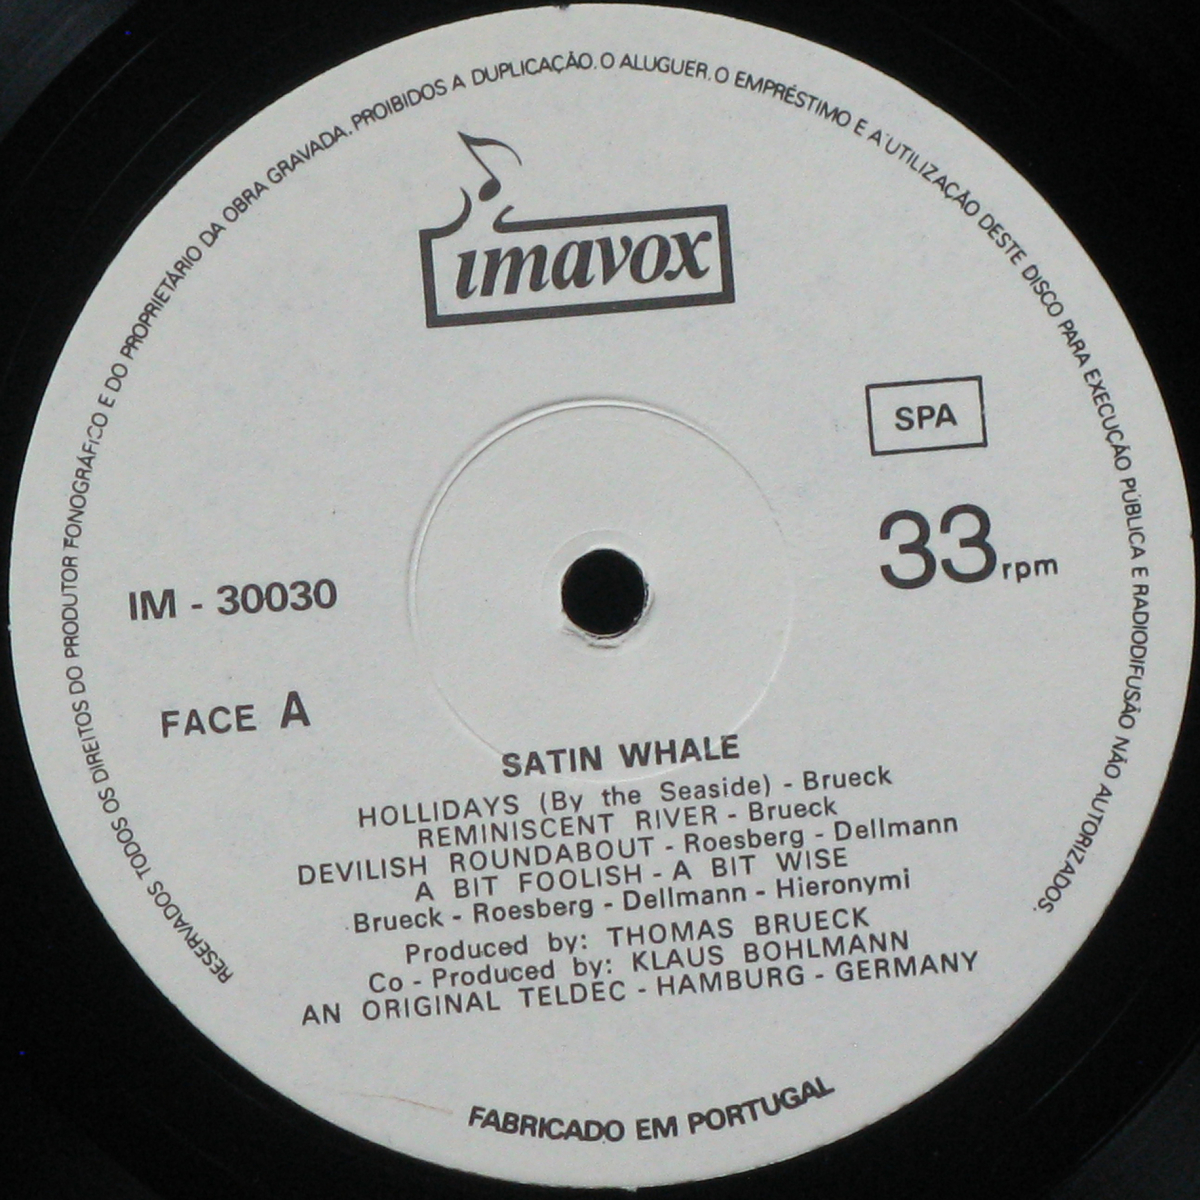 RESERVADOS TODOS OS DIREITOS DO PRODUTOR FONOGRÁFICO E DO PROPRIETÁRIO DA OBRA GRAVADA. PROIBIDOS A DUPLICAÇÃO. O ALUGUER. O EMPRÉSTIMO E A UTILIZAÇÃO DESTE DISCO PARA EXECUÇÃO PÚBLICA E RADIODIFUSÃO NÃO AUTORIZADOS.
imavox
SPA
33 rpm
IM - 30030
FACE A
SATIN WHALE
HOLLIDAYS (By the Seaside) - Brueck
REMINISCENT RIVER - Brueck
DEVILISH ROUNDABOUT - Roesberg - Dellmann
A BIT FOOLISH - A BIT WISE
Brueck - Roesberg - Dellmann - Hieronymi
Produced by: THOMAS BRUECK
Co - Produced by: KLAUS BOHLMANN
AN ORIGINAL TELDEC - HAMBURG - GERMANY
FABRICADO EM PORTUGAL